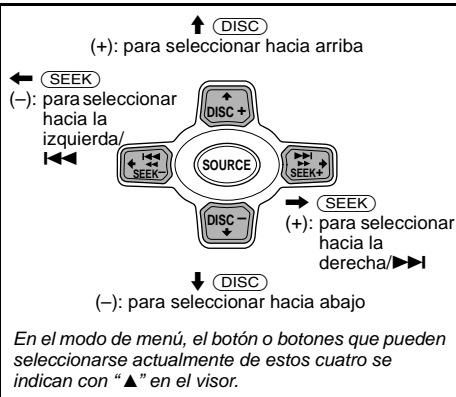 ↑ (DISC)
(+): para seleccionar hacia arriba
← (SEEK)
(–): para seleccionar
hacia la
izquierda/
⏮
DISC +
SEEK–
SOURCE
SEEK+
DISC –
→ (SEEK)
(+): para seleccionar
hacia la
derecha/⏭
↓ (DISC)
(–): para seleccionar hacia abajo
En el modo de menú, el botón o botones que pueden
seleccionarse actualmente de estos cuatro se
indican con “▲” en el visor.